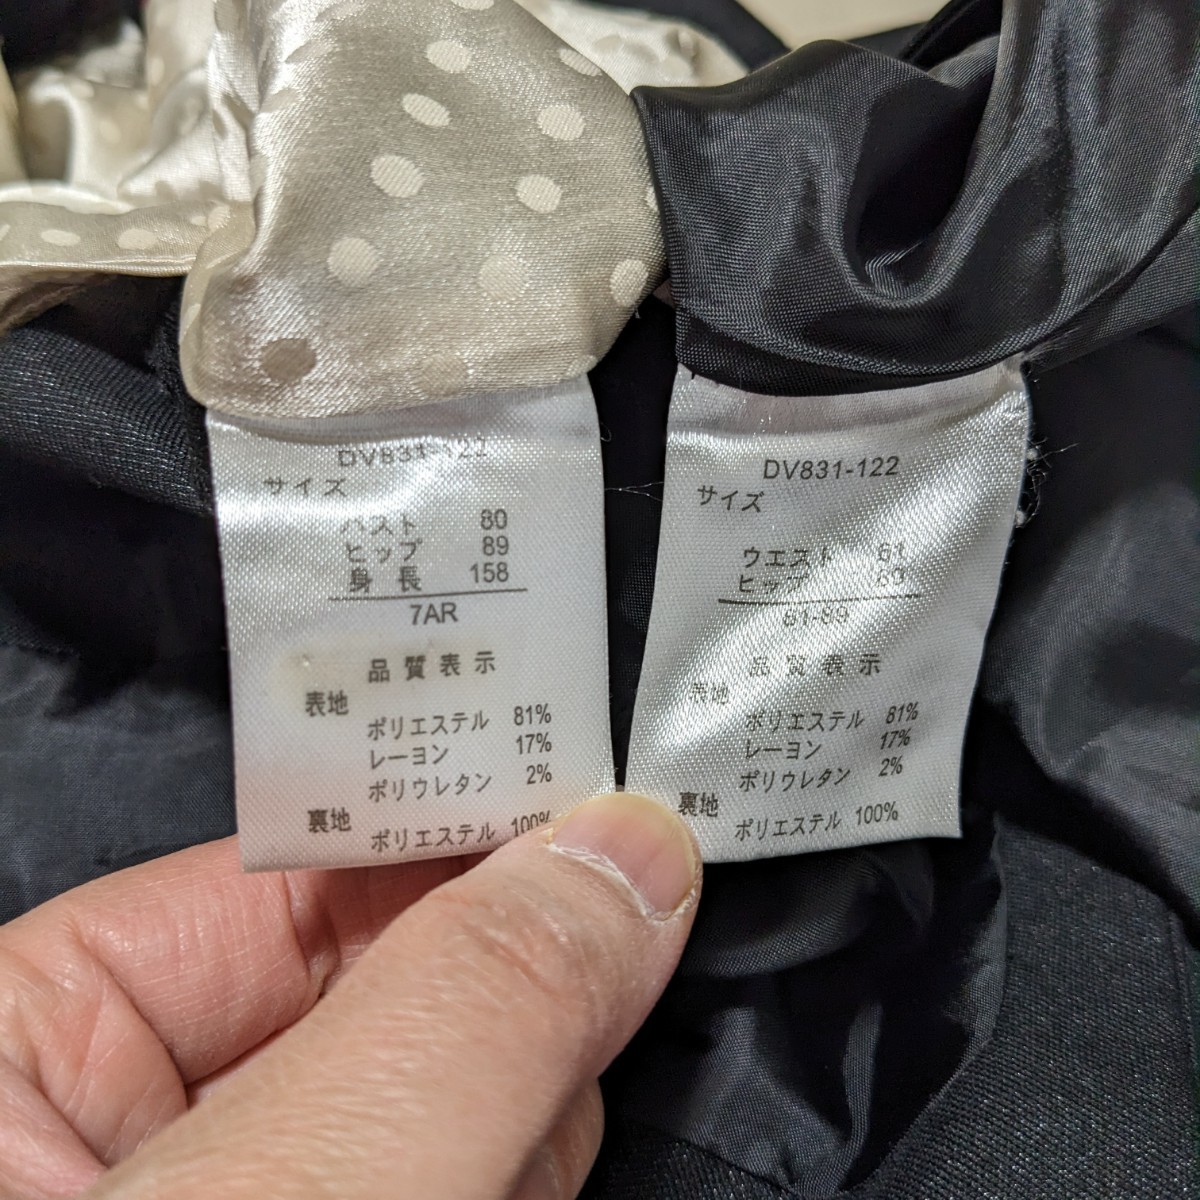 DV831-122
サイズ
バスト 80
ヒップ 89
身長 158
7AR
品質表示
表地
ポリエステル 81%
レーヨン 17%
ポリウレタン 2%
裏地
ポリエステル 100%
DV831-122
サイズ
ウエスト 61
ヒップ 89
61-89
品質表示
表地
ポリエステル 81%
レーヨン 17%
ポリウレタン 2%
裏地
ポリエステル 100%